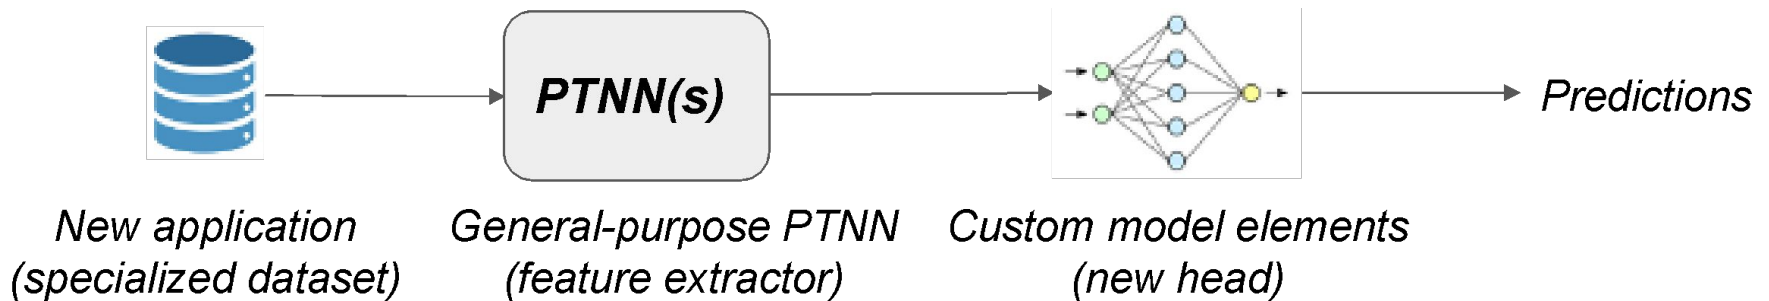 PTNN(s)
Predictions
New application
(specialized dataset)
General-purpose PTNN
(feature extractor)
Custom model elements
(new head)